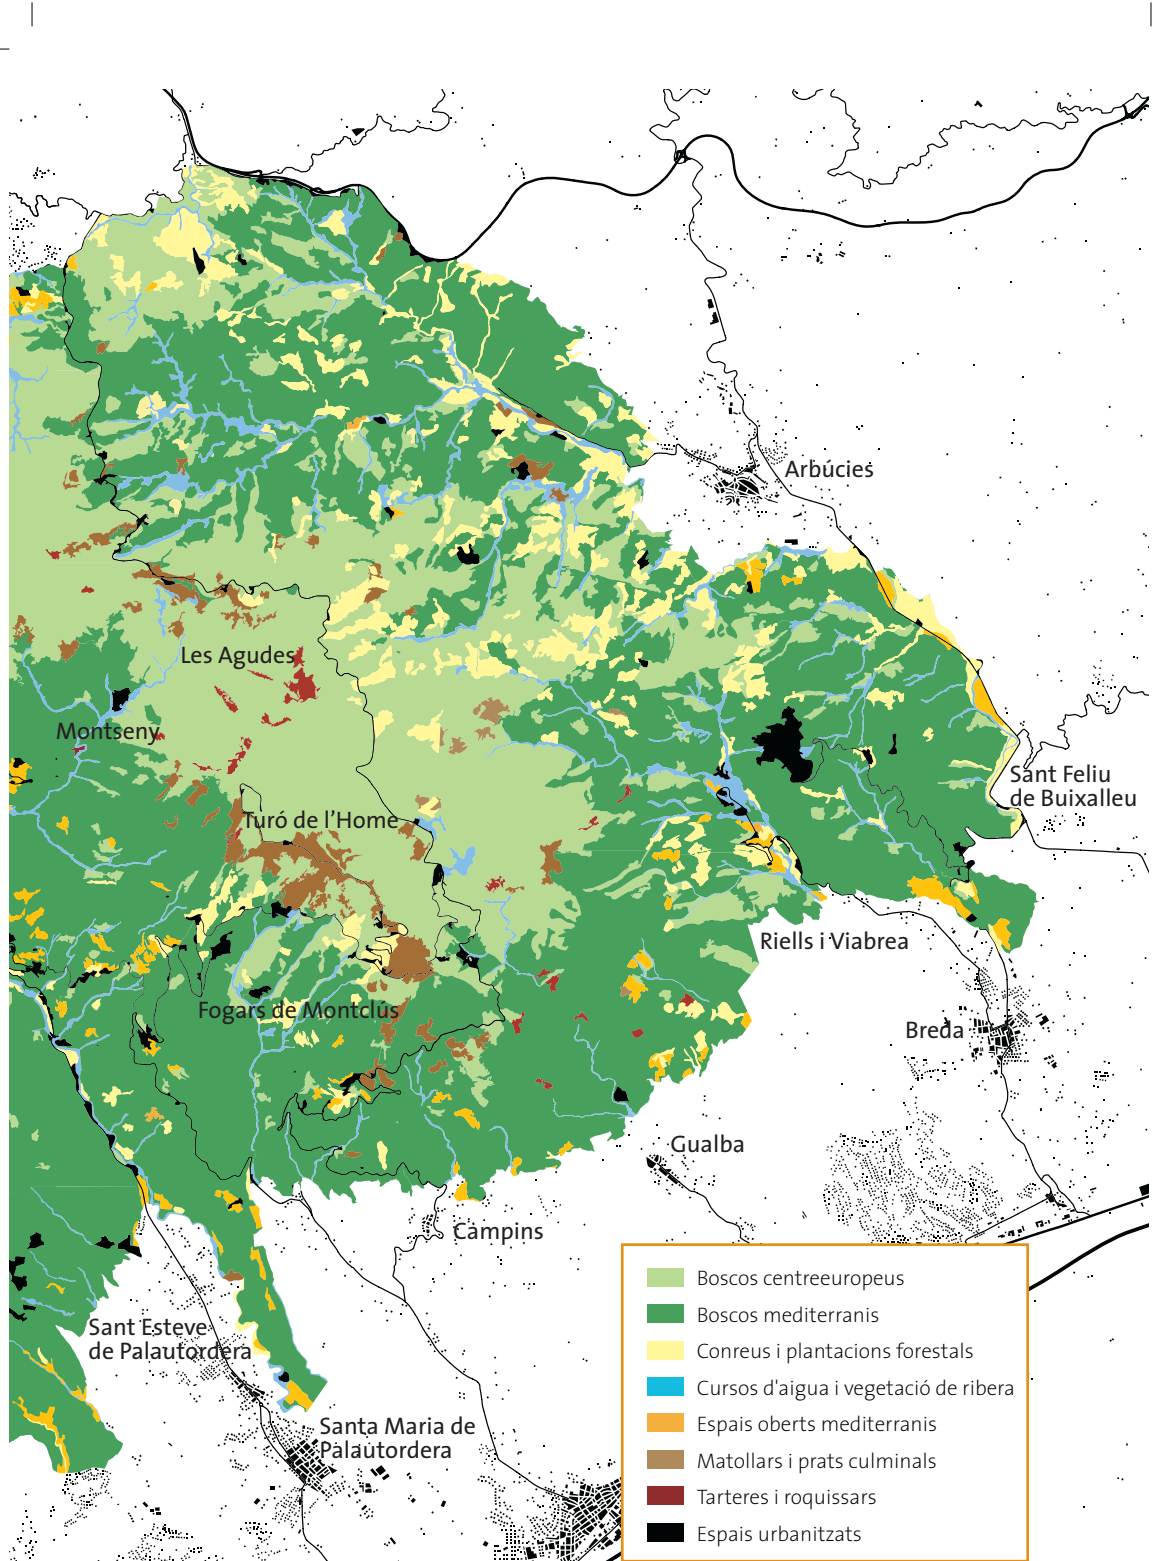 Arbúcies
Les Agudes
Montseny
Sant Feliu
de Buixalleu
Turó de l'Home
Riells i Viabrea
Fogars de Montclús
Breda
Gualba
Campins
Sant Esteve
de Palautordera
Santa Maria de
Palautordera
Boscos centreeuropeus
Boscos mediterranis
Conreus i plantacions forestals
Cursos d'aigua i vegetació de ribera
Espais oberts mediterranis
Matollars i prats culminals
Tarteres i roquissars
Espais urbanitzats